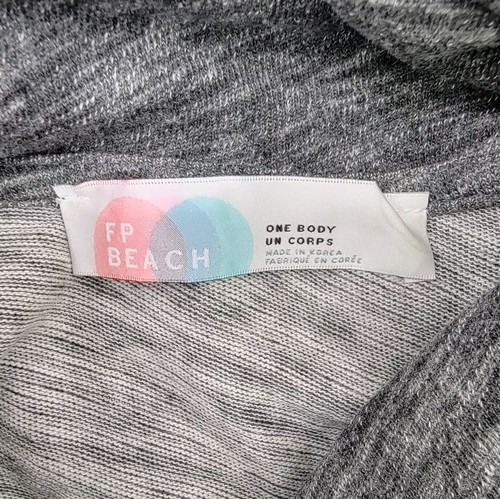 FP
BEACH
ONE BODY
UN CORPS
MADE IN KOREA
FABRIQUÉ EN CORÉE